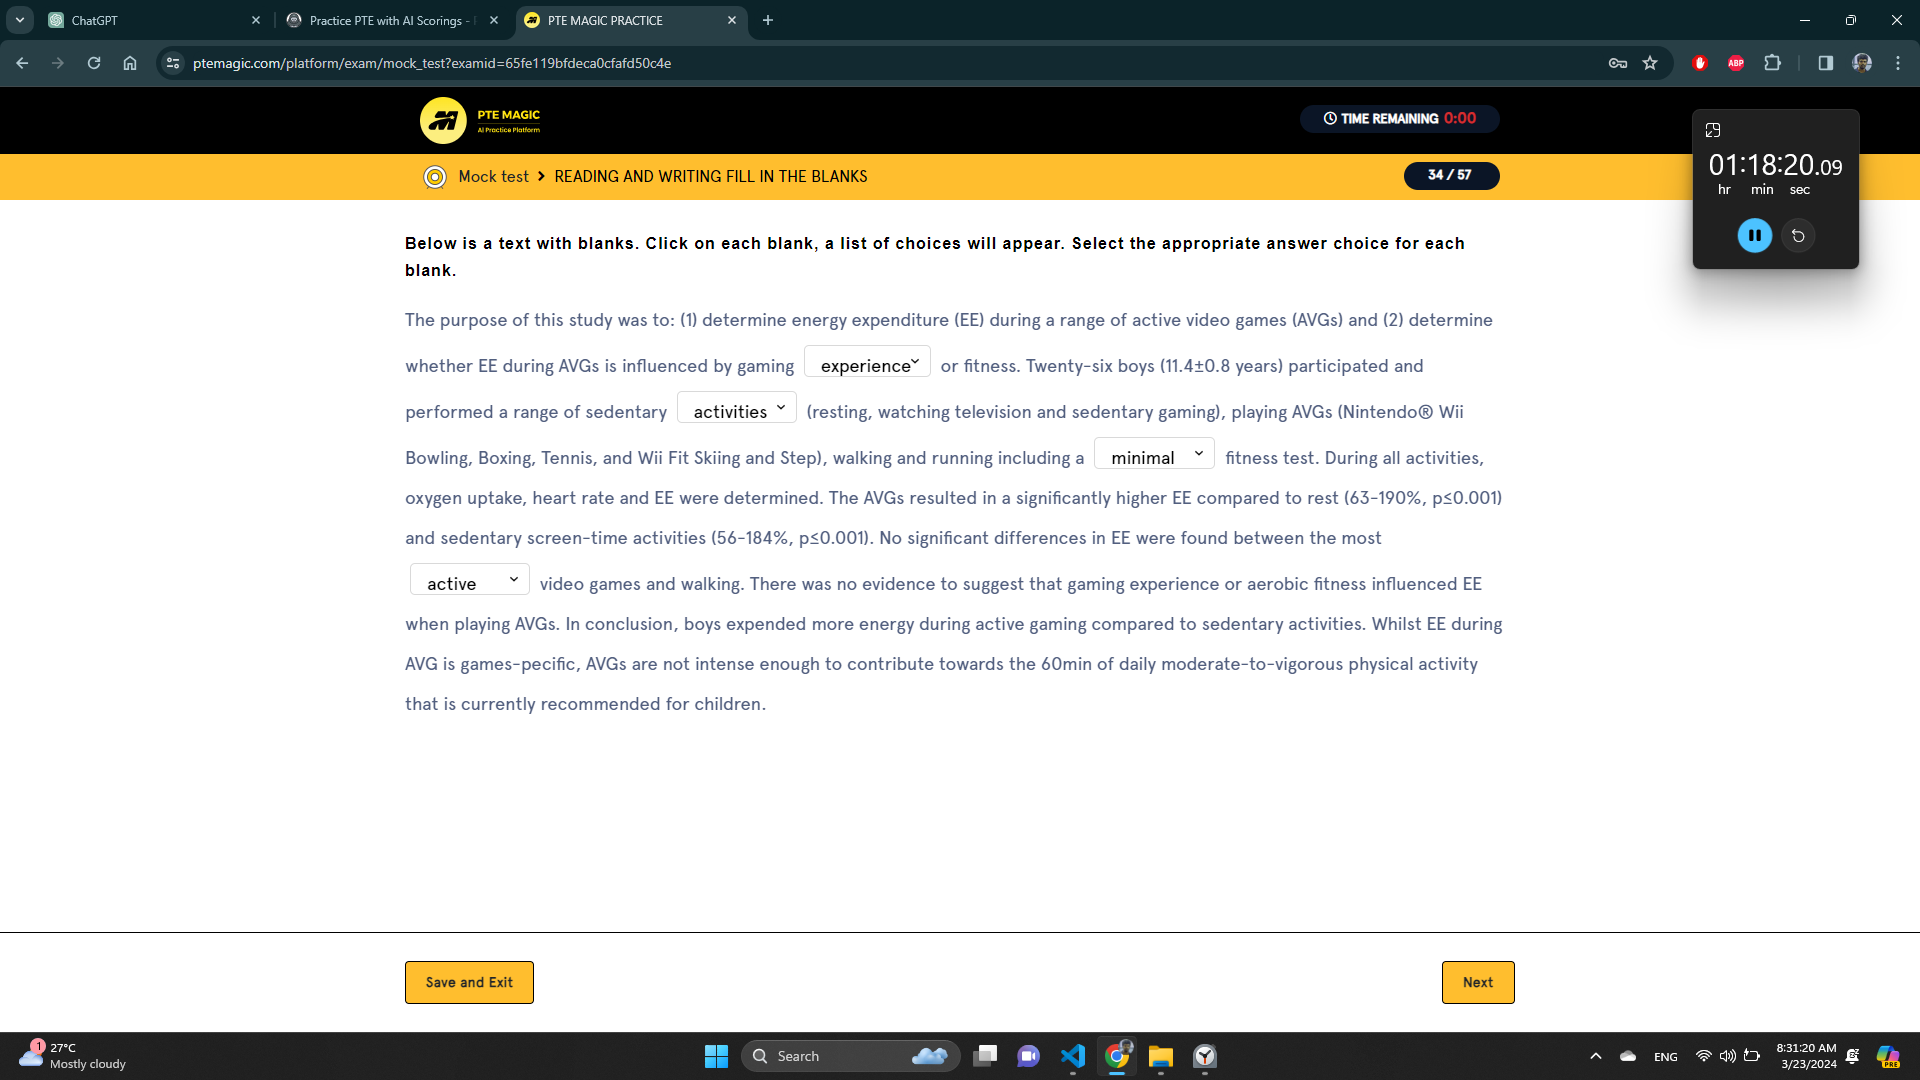 ChatGPT
Practice PTE with AI Scorings -
PTE MAGIC PRACTICE
ptemagic.com/platform/exam/mock_test?examid=65fe119bfdeca0cfafd50c4e
ABP
PTE MAGIC
AI Practice Platform
TIME REMAINING 0:00
01:18:20.09
hr min sec
Mock test > READING AND WRITING FILL IN THE BLANKS
34 / 57
Below is a text with blanks. Click on each blank, a list of choices will appear. Select the appropriate answer choice for each
blank.
The purpose of this study was to: (1) determine energy expenditure (EE) during a range of active video games (AVGs) and (2) determine
whether EE during AVGs is influenced by gaming experience or fitness. Twenty-six boys (11.4±0.8 years) participated and
performed a range of sedentary activities (resting, watching television and sedentary gaming), playing AVGs (Nintendo® Wii
Bowling, Boxing, Tennis, and Wii Fit Skiing and Step), walking and running including a minimal fitness test. During all activities,
oxygen uptake, heart rate and EE were determined. The AVGs resulted in a significantly higher EE compared to rest (63-190%, p≤0.001)
and sedentary screen-time activities (56-184%, p≤0.001). No significant differences in EE were found between the most
active video games and walking. There was no evidence to suggest that gaming experience or aerobic fitness influenced EE
when playing AVGs. In conclusion, boys expended more energy during active gaming compared to sedentary activities. Whilst EE during
AVG is games-pecific, AVGs are not intense enough to contribute towards the 60min of daily moderate-to-vigorous physical activity
that is currently recommended for children.
Save and Exit
Next
1
27°C
Mostly cloudy
Search
ENG
8:31:20 AM
3/23/2024
PRE